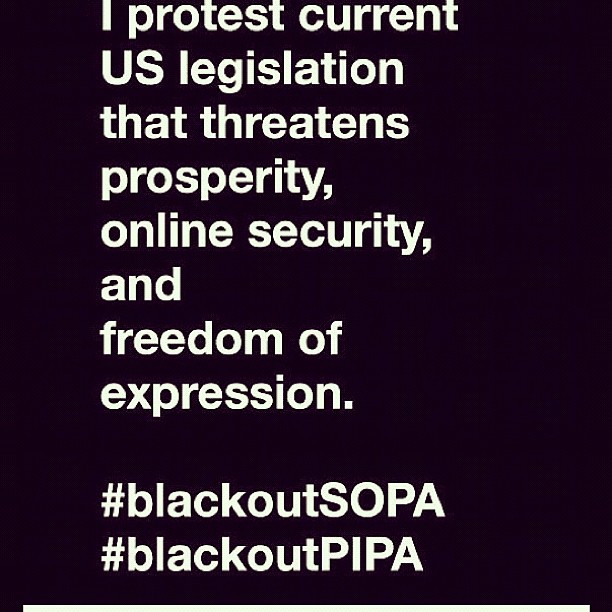 I protest current
US legislation
that threatens
prosperity,
online security,
and
freedom of
expression.
#blackoutSOPA
#blackoutPIPA